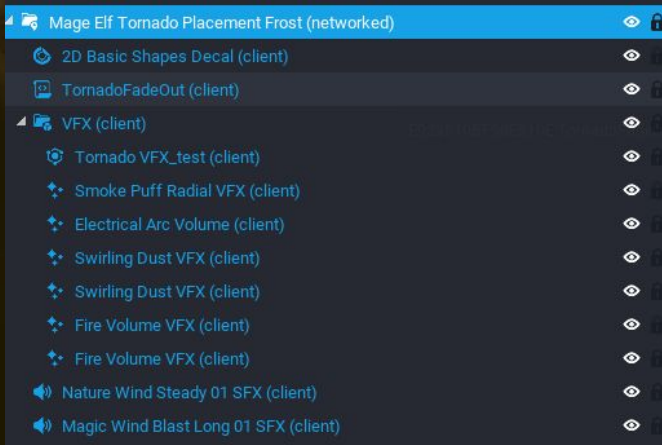 Mage Elf Tornado Placement Frost (networked)
2D Basic Shapes Decal (client)
TornadoFadeOut (client)
VFX (client)
Tornado VFX_test (client)
Smoke Puff Radial VFX (client)
Electrical Arc Volume (client)
Swirling Dust VFX (client)
Swirling Dust VFX (client)
Fire Volume VFX (client)
Fire Volume VFX (client)
Nature Wind Steady 01 SFX (client)
Magic Wind Blast Long 01 SFX (client)